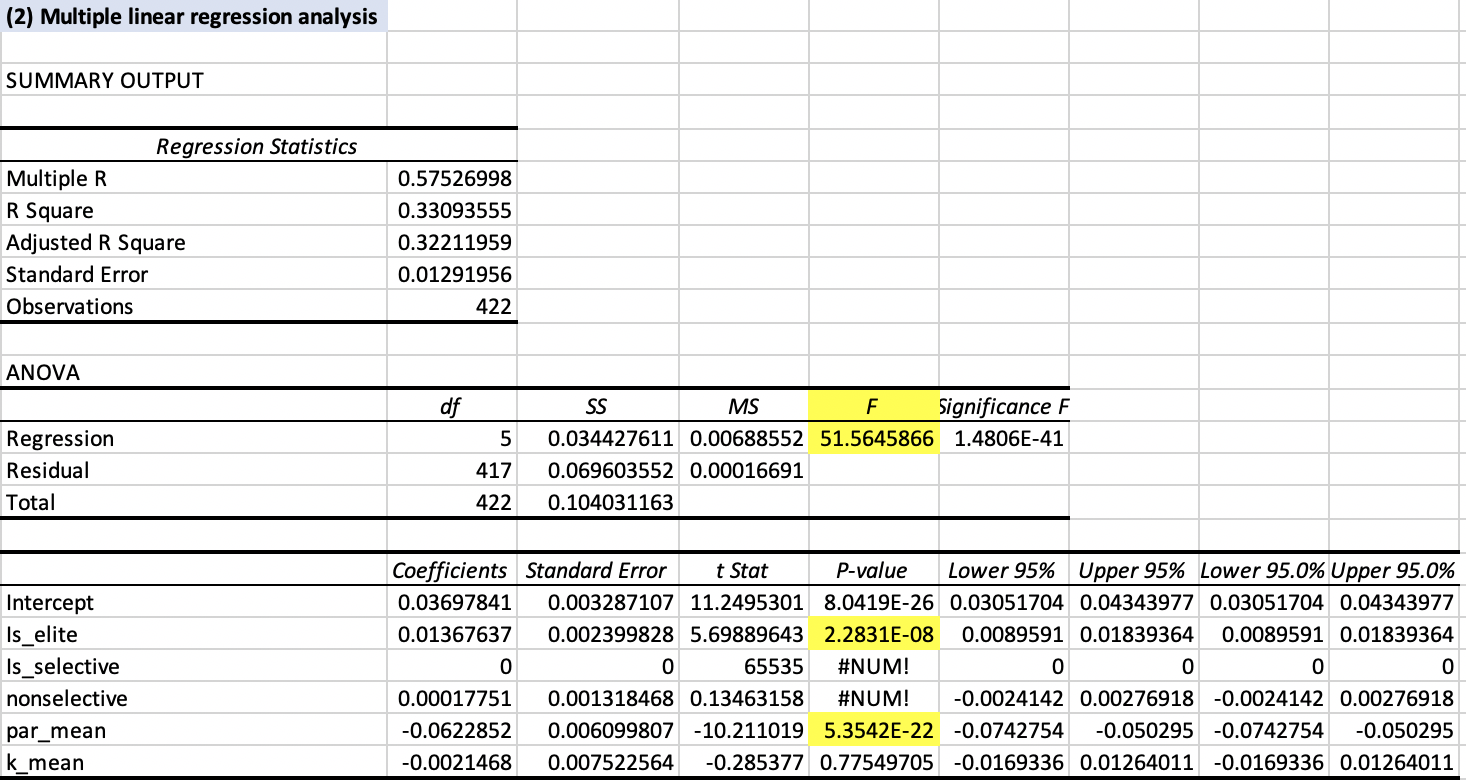 (2) Multiple linear regression analysis
SUMMARY OUTPUT
Regression Statistics
Multiple R 0.57526998
R Square 0.33093555
Adjusted R Square 0.32211959
Standard Error 0.01291956
Observations 422
ANOVA
df SS MS F Significance F
Regression 5 0.034427611 0.00688552 51.5645866 1.4806E-41
Residual 417 0.069603552 0.00016691
Total 422 0.104031163
Coefficients Standard Error t Stat P-value Lower 95% Upper 95% Lower 95.0% Upper 95.0%
Intercept 0.03697841 0.003287107 11.2495301 8.0419E-26 0.03051704 0.04343977 0.03051704 0.04343977
Is_elite 0.01367637 0.002399828 5.69889643 2.2831E-08 0.0089591 0.01839364 0.0089591 0.01839364
Is_selective 0 0 65535 #NUM! 0 0 0 0
nonselective 0.00017751 0.001318468 0.13463158 #NUM! -0.0024142 0.00276918 -0.0024142 0.00276918
par_mean -0.0622852 0.006099807 -10.211019 5.3542E-22 -0.0742754 -0.050295 -0.0742754 -0.050295
k_mean -0.0021468 0.007522564 -0.285377 0.77549705 -0.0169336 0.01264011 -0.0169336 0.01264011